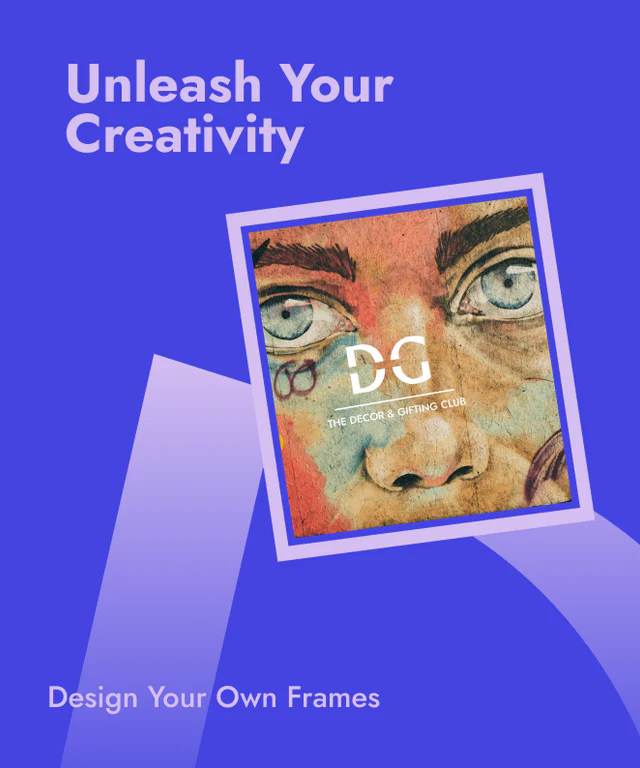 Unleash Your
Creativity
DG
THE DECOR & GIFTING CLUB
Design Your Own Frames